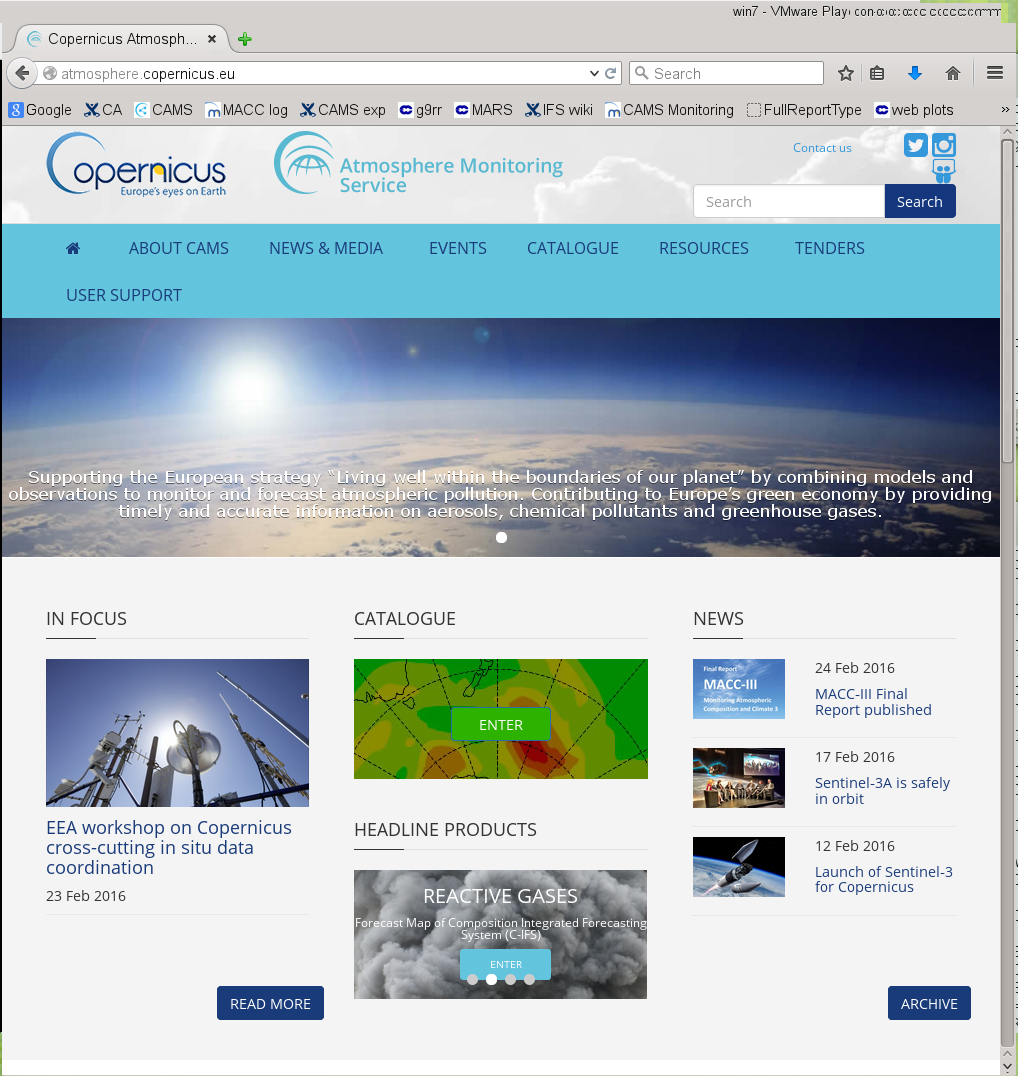 win7 - VMware Play
Copernicus Atmosph...
atmosphere.copernicus.eu
Search
Google
CA
CAMS
MACC log
CAMS exp
g9rr
MARS
IFS wiki
CAMS Monitoring
FullReportType
web plots
»
opernicus
Europe's eyes on Earth
Atmosphere Monitoring
Service
Contact us
Search
Search
ABOUT CAMS
NEWS & MEDIA
EVENTS
CATALOGUE
RESOURCES
TENDERS
USER SUPPORT
Supporting the European strategy “Living well within the boundaries of our planet” by combining models and
observations to monitor and forecast atmospheric pollution. Contributing to Europe’s green economy by providing
timely and accurate information on aerosols, chemical pollutants and greenhouse gases.
IN FOCUS
EEA workshop on Copernicus
cross-cutting in situ data
coordination
23 Feb 2016
READ MORE
CATALOGUE
ENTER
HEADLINE PRODUCTS
REACTIVE GASES
Forecast Map of Composition Integrated Forecasting
System (C-IFS)
ENTER
NEWS
Final Report
MACC-III
Monitoring Atmospheric
Composition and Climate 3
24 Feb 2016
MACC-III Final
Report published
17 Feb 2016
Sentinel-3A is safely
in orbit
12 Feb 2016
Launch of Sentinel-3
for Copernicus
ARCHIVE